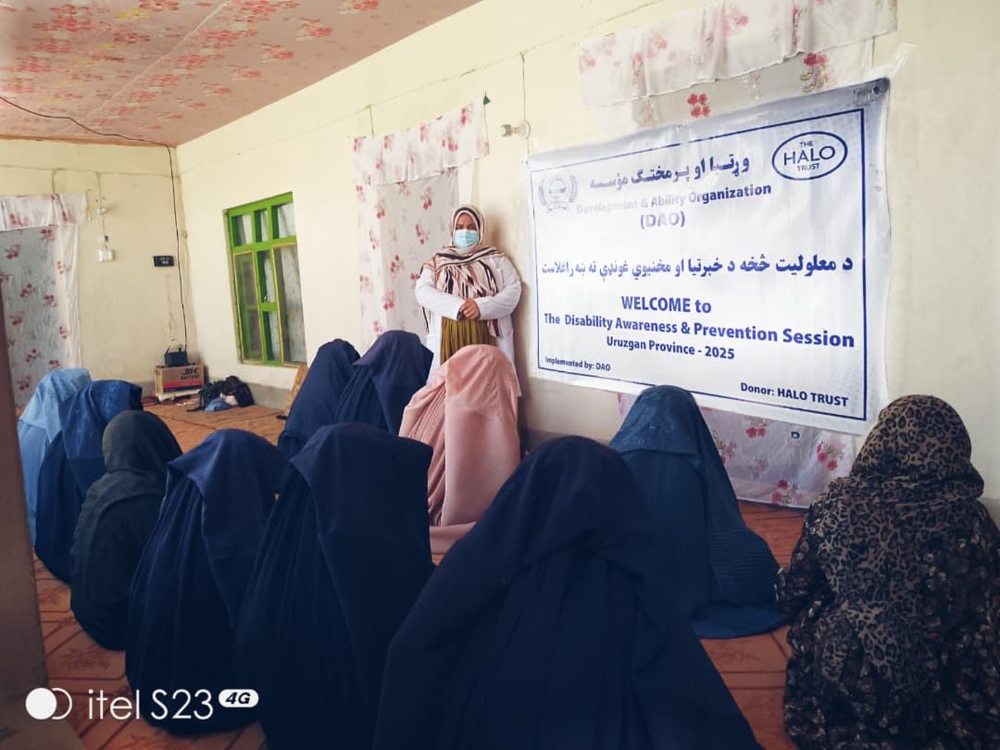 وړتیا او پرمختګ مؤسسه
THE
HALO
TRUST
Development & Ability Organization
(DAO)
د معلولیت څخه د خبرتیا او مخنیوي غونډې ته ښه راغلاست
WELCOME to
The Disability Awareness & Prevention Session
Uruzgan Province - 2025
Implemented by: DAO
Donor: HALO TRUST
BATTERY
itel S23 4G